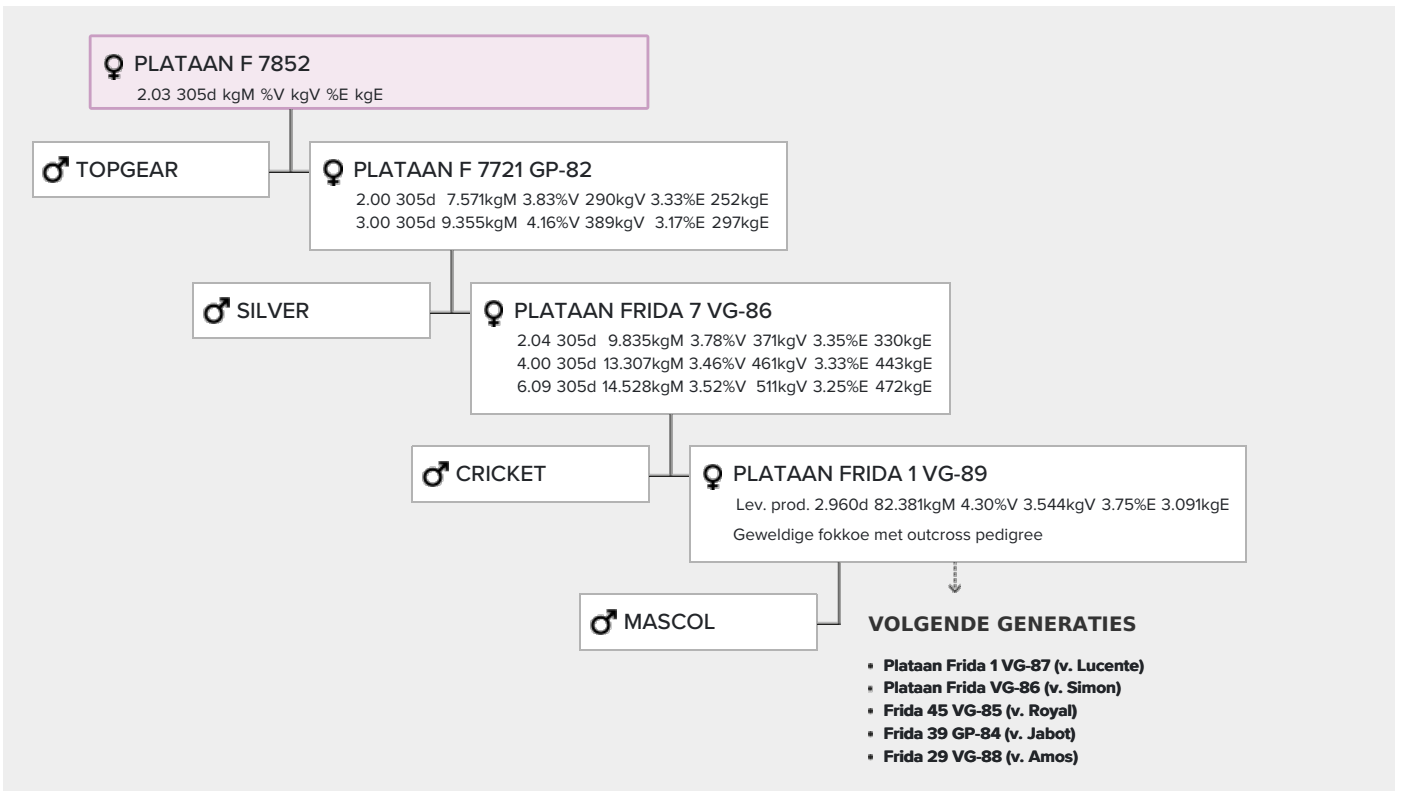 PLATAAN F 7852
2.03 305d kgM %V kgV %E kgE
TOPGEAR
PLATAAN F 7721 GP-82
2.00 305d 7.571kgM 3.83%V 290kgV 3.33%E 252kgE
3.00 305d 9.355kgM 4.16%V 389kgV 3.17%E 297kgE
SILVER
PLATAAN FRIDA 7 VG-86
2.04 305d 9.835kgM 3.78%V 371kgV 3.35%E 330kgE
4.00 305d 13.307kgM 3.46%V 461kgV 3.33%E 443kgE
6.09 305d 14.528kgM 3.52%V 511kgV 3.25%E 472kgE
CRICKET
PLATAAN FRIDA 1 VG-89
Lev. prod. 2.960d 82.381kgM 4.30%V 3.544kgV 3.75%E 3.091kgE
Geweldige fokkoe met outcross pedigree
MASCOL
VOLGENDE GENERATIES
• Plataan Frida 1 VG-87 (v. Lucente)
• Plataan Frida VG-86 (v. Simon)
• Frida 45 VG-85 (v. Royal)
• Frida 39 GP-84 (v. Jabot)
• Frida 29 VG-88 (v. Amos)